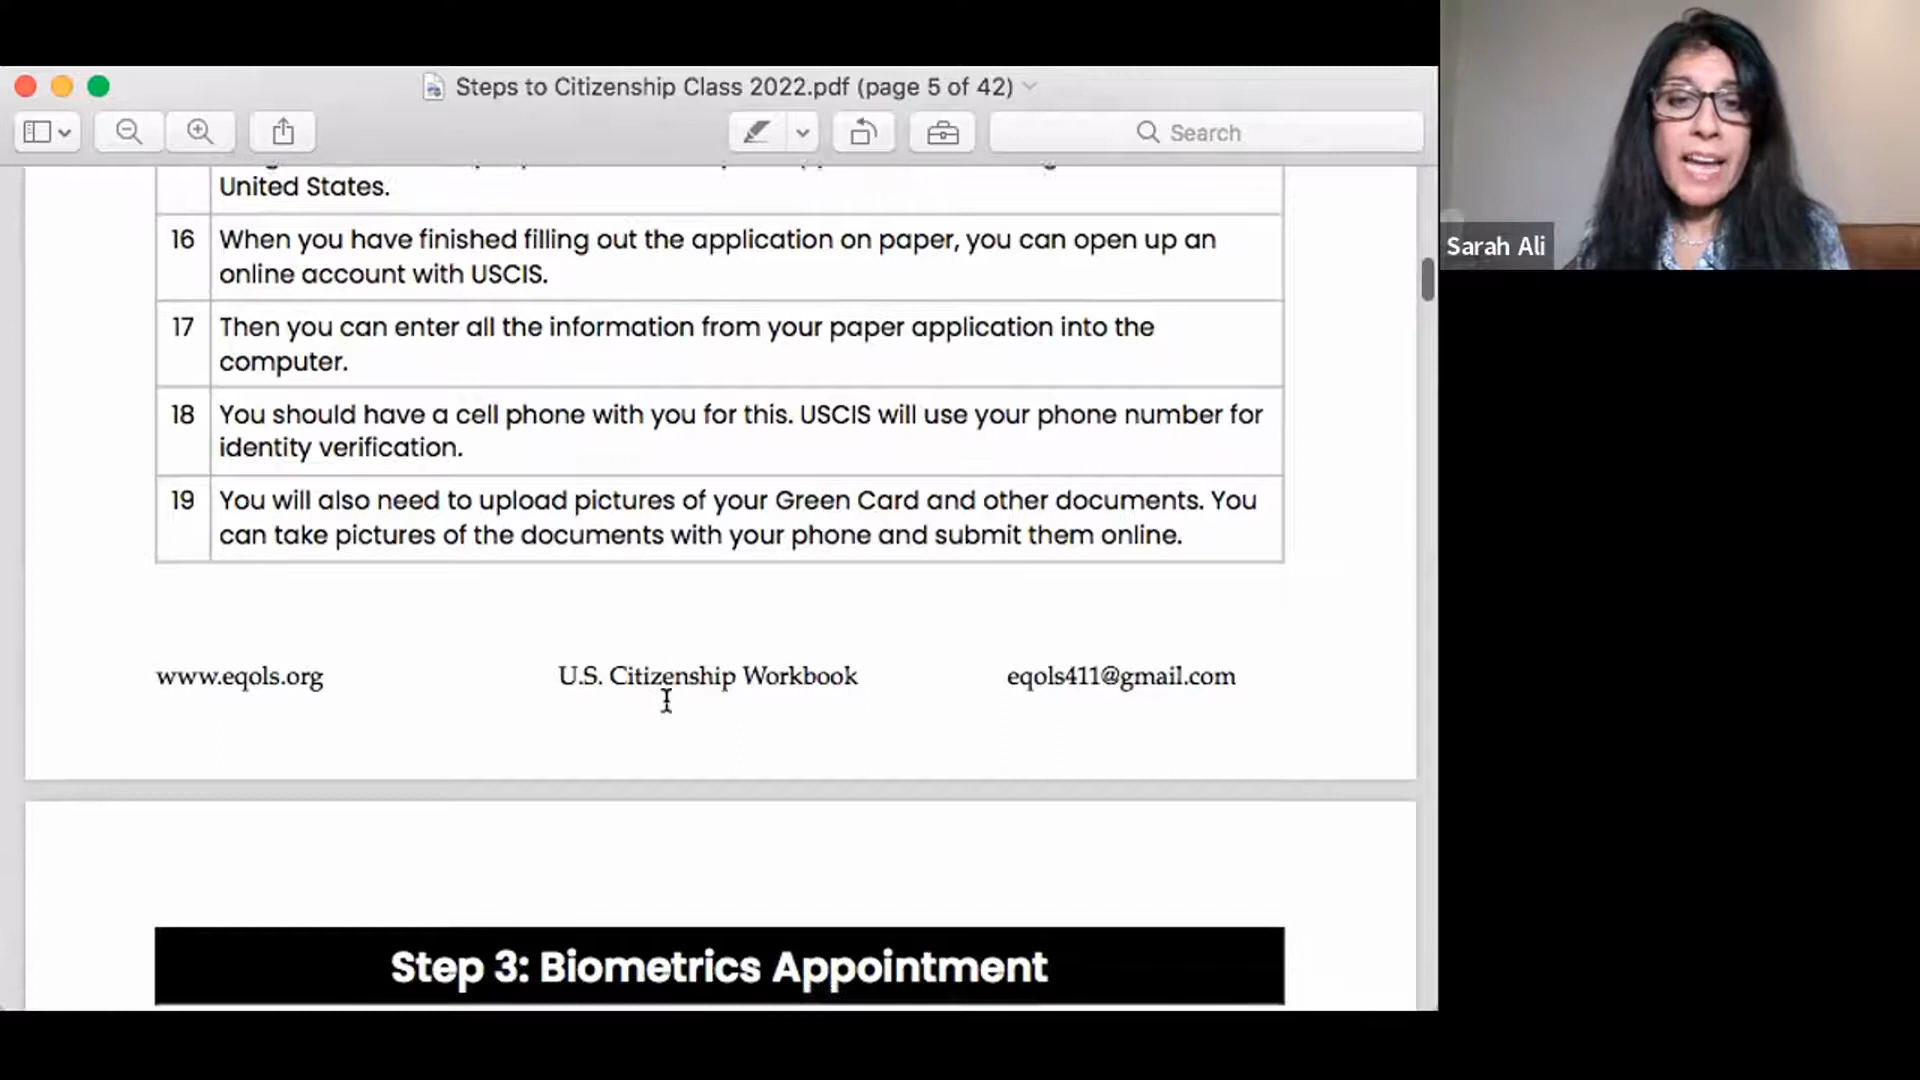 Steps to Citizenship Class 2022.pdf (page 5 of 42)
Search
United States.
16 When you have finished filling out the application on paper, you can open up an
online account with USCIS.
17 Then you can enter all the information from your paper application into the
computer.
18 You should have a cell phone with you for this. USCIS will use your phone number for
identity verification.
19 You will also need to upload pictures of your Green Card and other documents. You
can take pictures of the documents with your phone and submit them online.
www.eqols.org U.S. Citizenship Workbook eqols411@gmail.com
Step 3: Biometrics Appointment
Sarah Ali